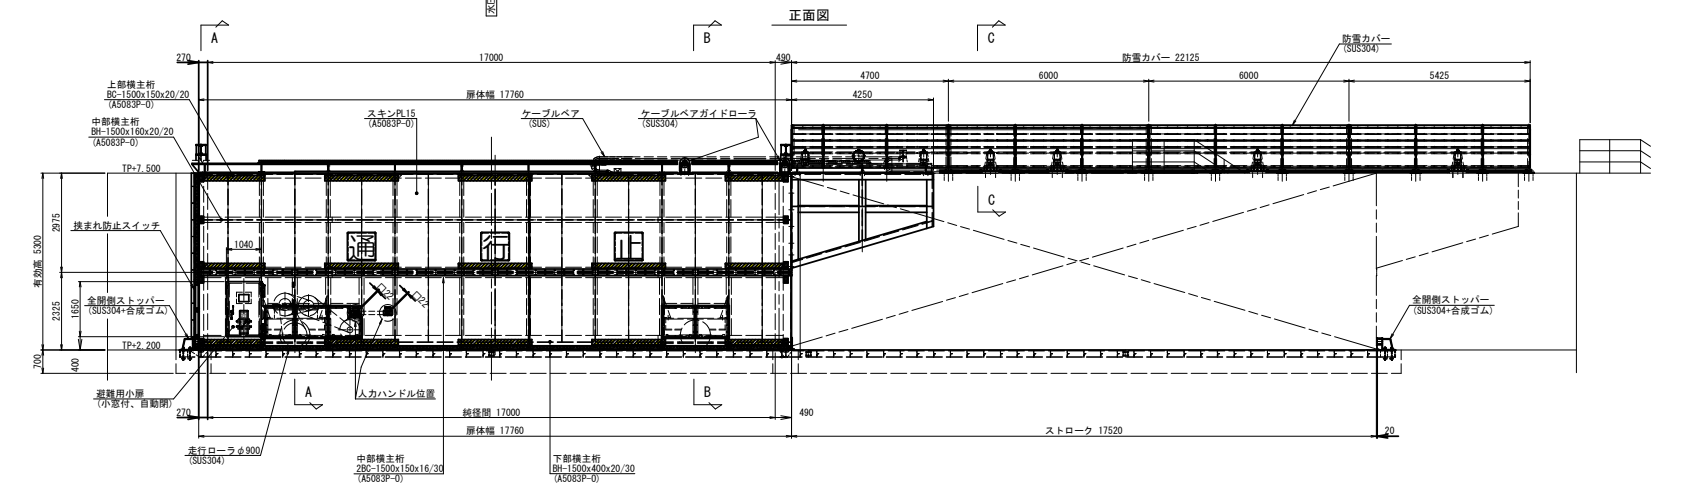 水
正面図
A
B
C
270
17000
490
防雪カバー 22125
防雪カバー
(SUS304)
4700
6000
6000
5425
扉体幅 17760
4250
上部横主桁
BC-1500x150x20/20
(A5083P-O)
中部横主桁
BH-1500x160x20/20
(A5083P-O)
スキンPL15
(A5083P-O)
ケーブルベア
(SUS)
ケーブルベアガイドローラ
(SUS304)
TP+7.500
C
2975
有効高 5300
挟まれ防止スイッチ
1040
通
行
止
全開側ストッパー
(SUS304+合成ゴム)
2325
1650
□22
□22
全開側ストッパー
(SUS304+合成ゴム)
TP+2.200
700
400
避難用小扉
(小窓付、自動閉)
A
人力ハンドル位置
B
270
純径間 17000
490
扉体幅 17760
ストローク 17520
20
走行ローラφ900
(SUS304)
中部横主桁
2BC-1500x150x16/30
(A5083P-O)
下部横主桁
BH-1500x400x20/30
(A5083P-O)